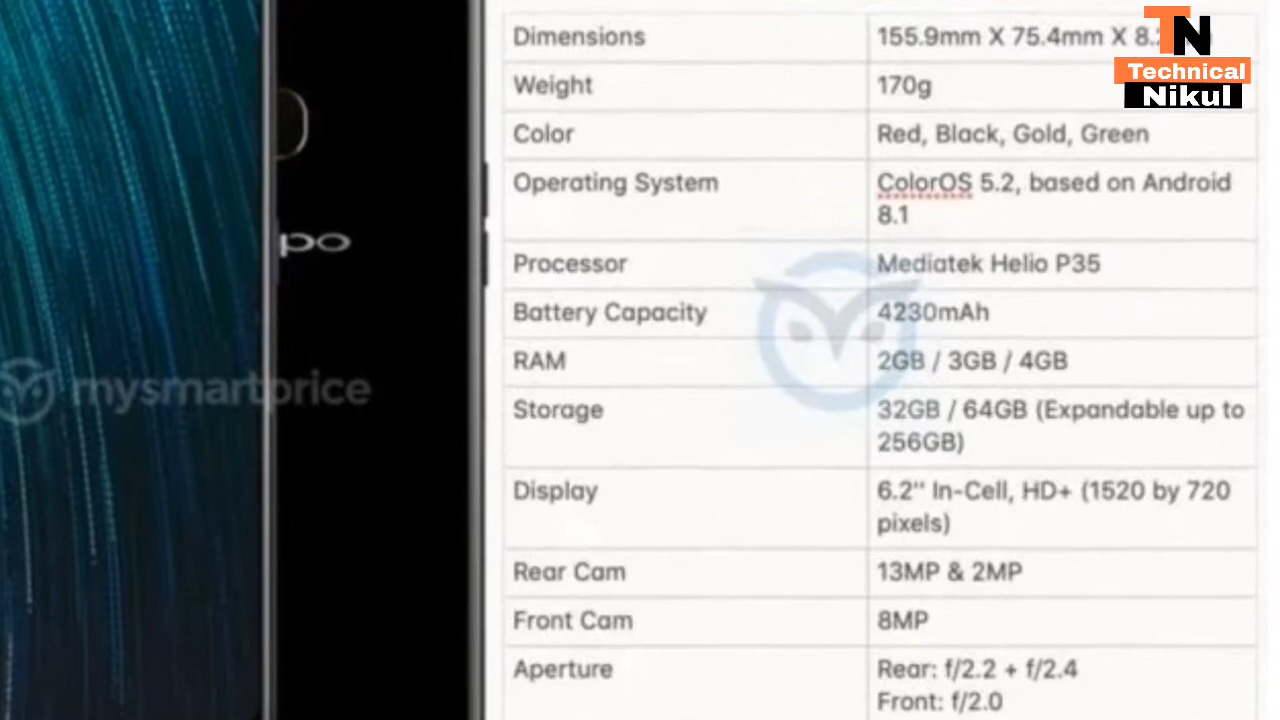 Dimensions 155.9mm X 75.4mm X
Weight 170g
Color Red, Black, Gold, Green
Operating System ColorOS 5.2, based on Android
8.1
Processor Mediatek Helio P35
Battery Capacity 4230mAh
RAM 2GB / 3GB / 4GB
Storage 32GB / 64GB (Expandable up to
256GB)
Display 6.2" In-Cell, HD+ (1520 by 720
pixels)
Rear Cam 13MP & 2MP
Front Cam 8MP
Aperture Rear: f/2.2 + f/2.4
Front: f/2.0
TN
Technical
Nikul
ppo
mysmartprice